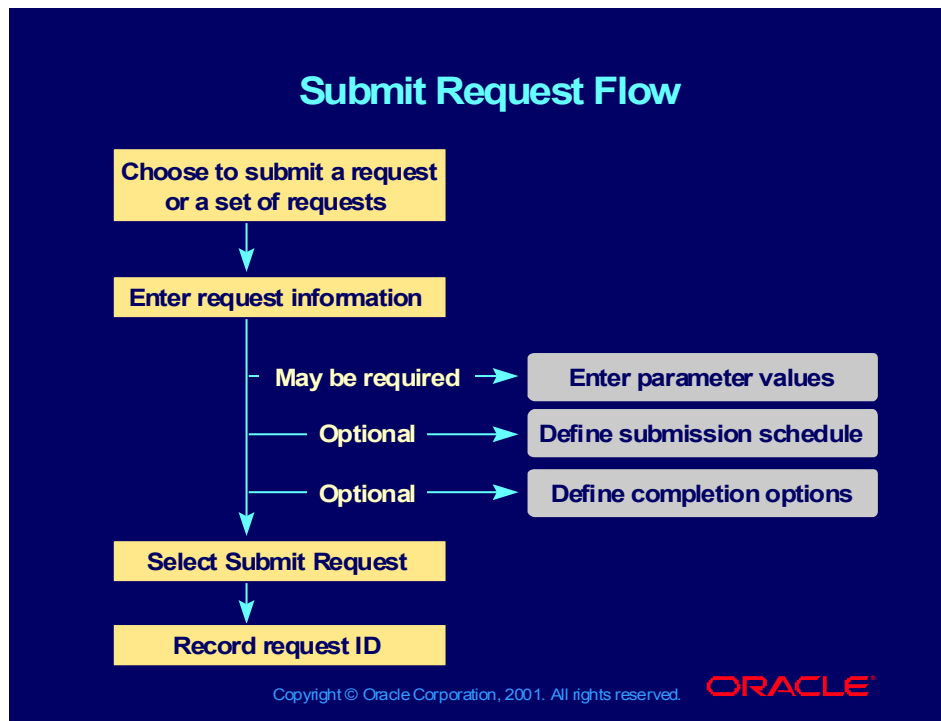 Submit Request Flow
Choose to submit a request
or a set of requests
Enter request information
May be required
Enter parameter values
Optional
Define submission schedule
Optional
Define completion options
Select Submit Request
Record request ID
Copyright © Oracle Corporation, 2001. All rights reserved.
ORACLE